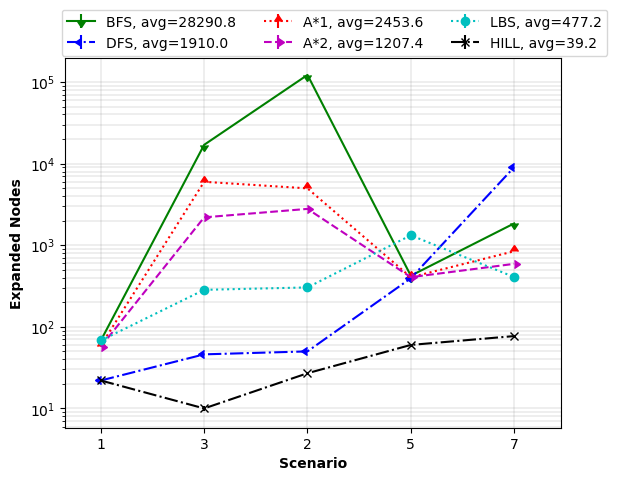 BFS, avg=28290.8 A*1, avg=2453.6 LBS, avg=477.2
DFS, avg=1910.0 A*2, avg=1207.4 HILL, avg=39.2
10^5
10^4
10^3
10^2
10^1
Expanded Nodes
1 3 2 5 7
Scenario